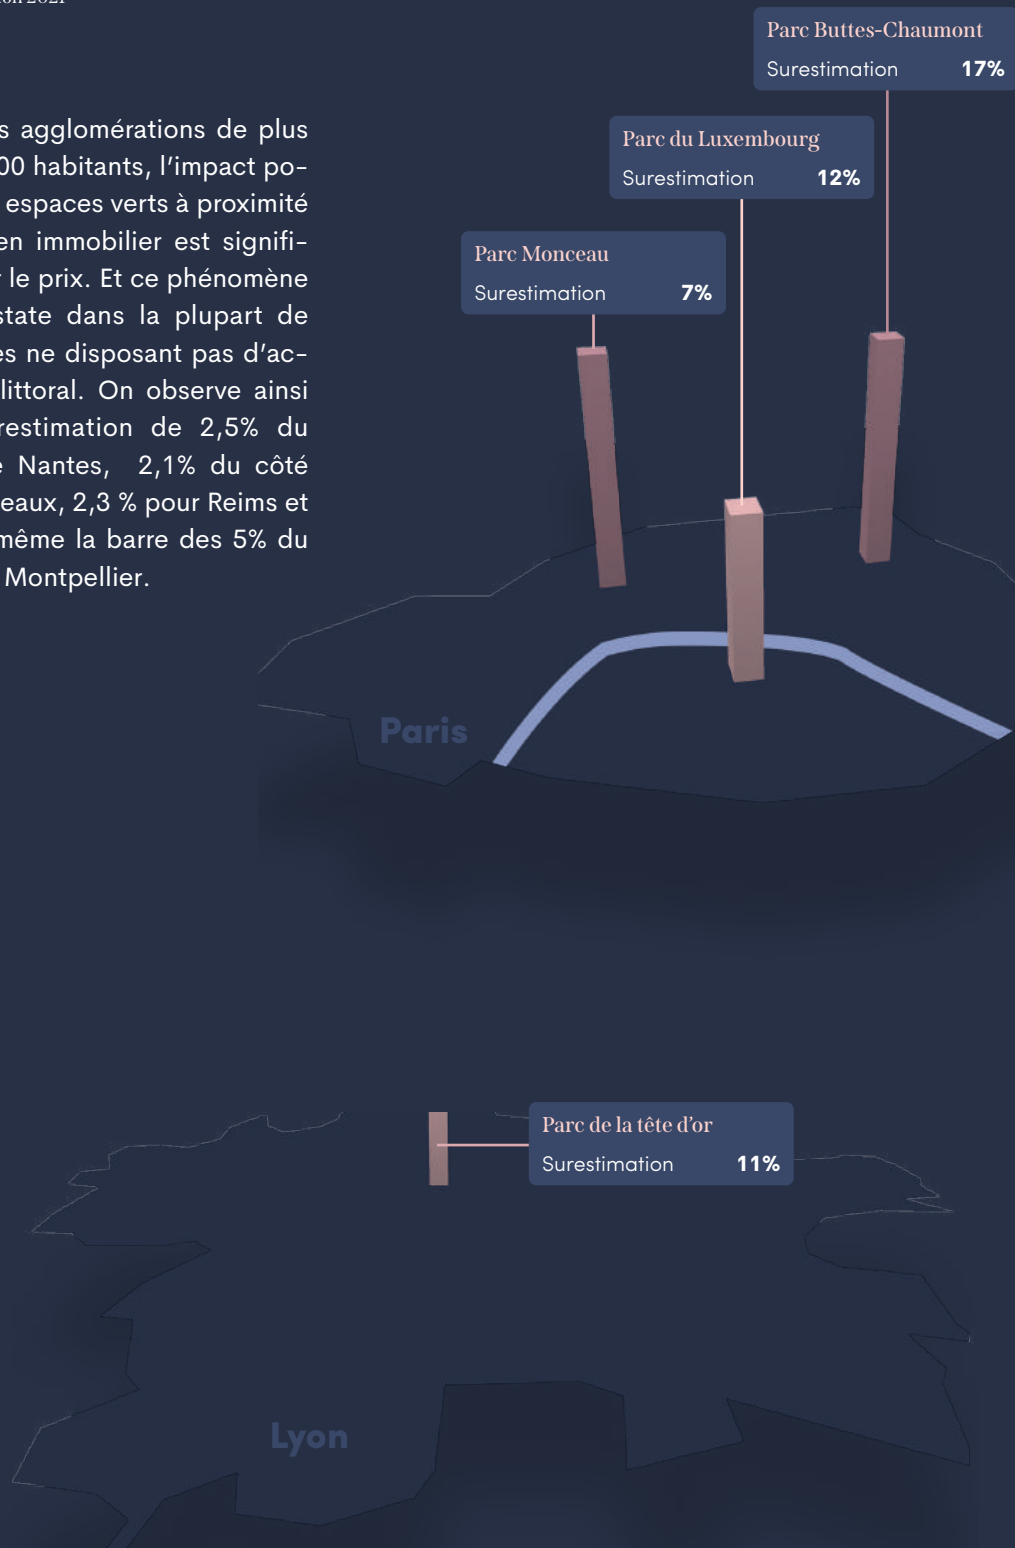 s agglomérations de plus
00 habitants, l'impact po-
espaces verts à proximité
en immobilier est signifi-
r le prix. Et ce phénomène
state dans la plupart de
es ne disposant pas d'ac-
littoral. On observe ainsi
restimation de 2,5% du
e Nantes, 2,1% du côté
eaux, 2,3 % pour Reims et
même la barre des 5% du
Montpellier.
Parc Buttes-Chaumont
Surestimation 17%
Parc du Luxembourg
Surestimation 12%
Parc Monceau
Surestimation 7%
Paris
Parc de la tête d'or
Surestimation 11%
Lyon